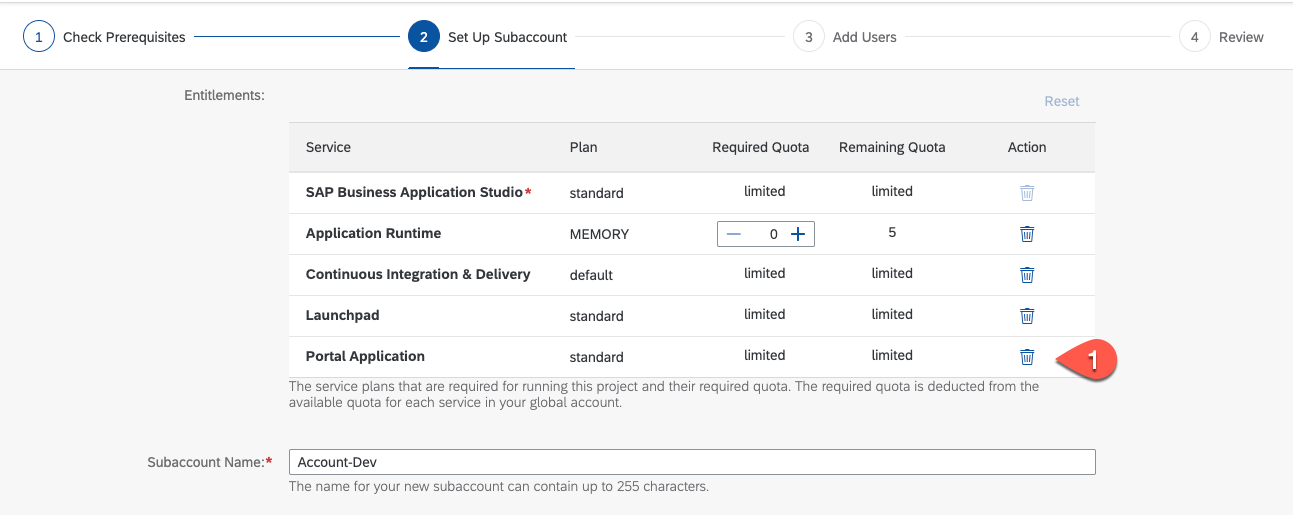 1 Check Prerequisites 2 Set Up Subaccount 3 Add Users 4 Review
Entitlements:
Reset
Service Plan Required Quota Remaining Quota Action
SAP Business Application Studio* standard limited limited
Application Runtime MEMORY — 0 + 5
Continuous Integration & Delivery default limited limited
Launchpad standard limited limited
Portal Application standard limited limited 1
The service plans that are required for running this project and their required quota. The required quota is deducted from the
available quota for each service in your global account.
Subaccount Name:* Account-Dev
The name for your new subaccount can contain up to 255 characters.